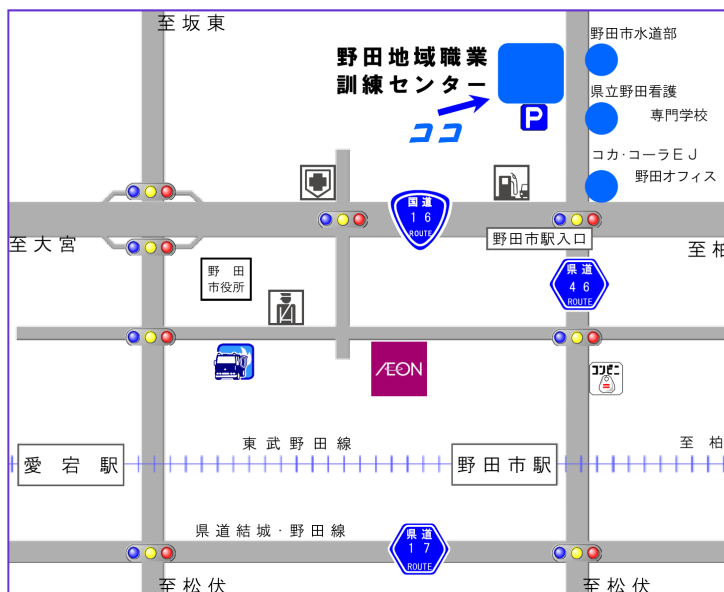 至坂東
野田地域職業
訓練センター
ココ
P
野田市水道部
県立野田看護
専門学校
コカ･コーラＥＪ
野田オフィス
国道
16
ROUTE
野田市駅入口
至大宮
至柏
野田
市役所
県道
46
ROUTE
ÆON
コンビニ
東武野田線
至柏
愛宕駅
野田市駅
県道結城･野田線
県道
17
ROUTE
至松伏
至松伏